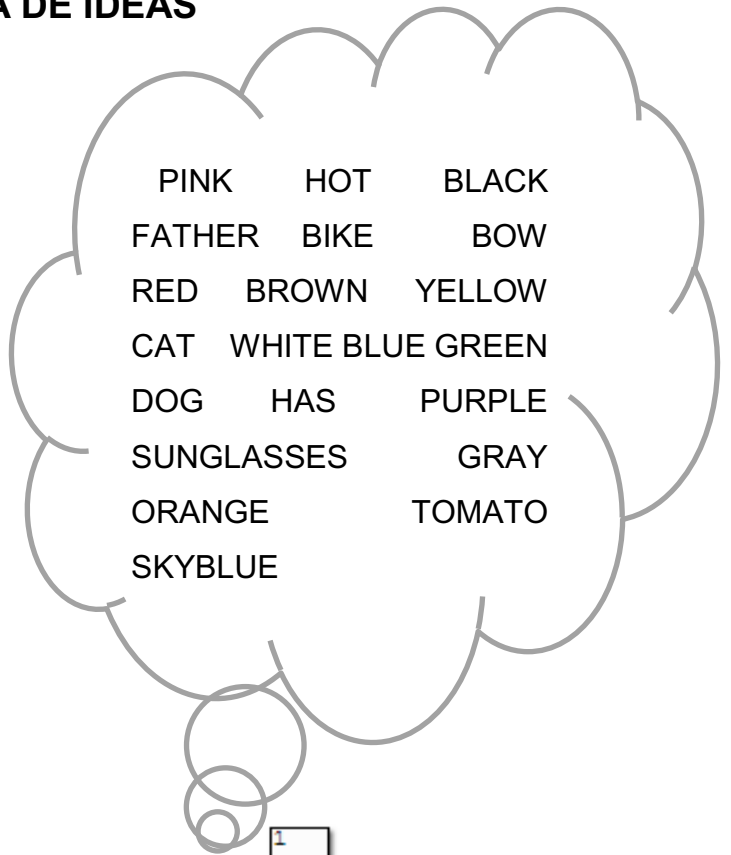 A DE IDEAS
PINK HOT BLACK
FATHER BIKE BOW
RED BROWN YELLOW
CAT WHITE BLUE GREEN
DOG HAS PURPLE
SUNGLASSES GRAY
ORANGE TOMATO
SKYBLUE
1